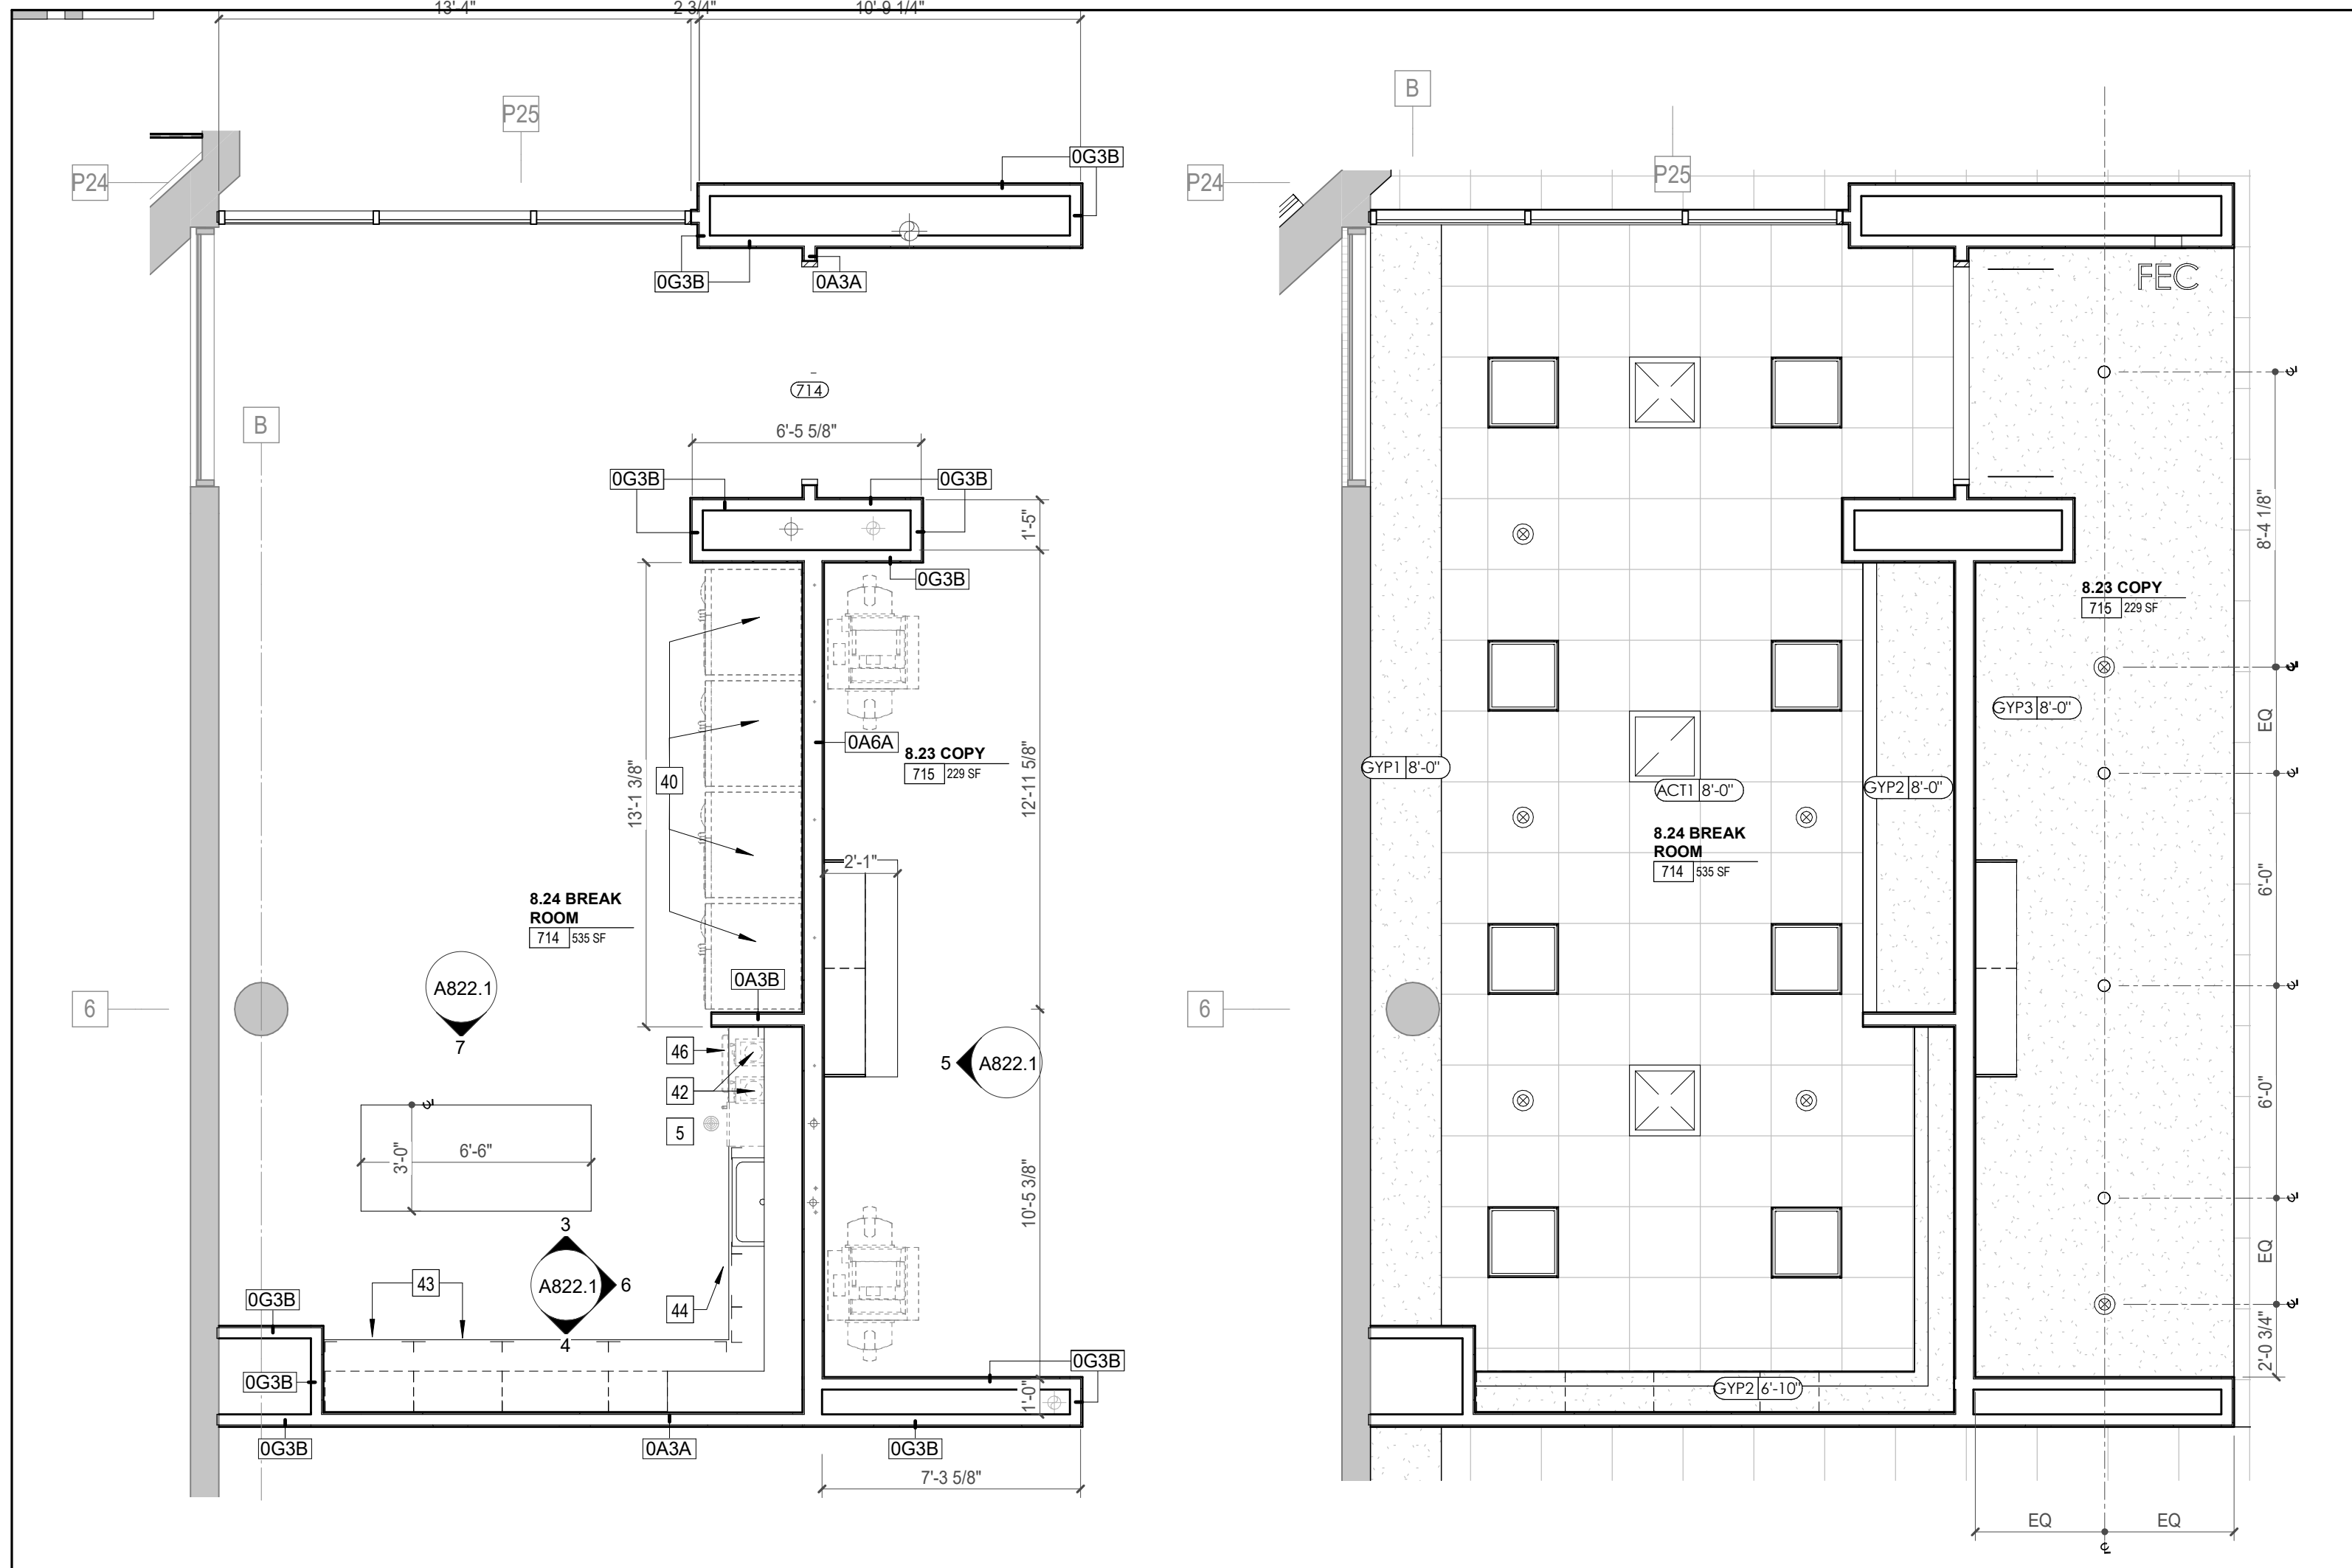 13'-4"
2 3/4"
10'-9 1/4"
P25
P24
0G3B
0G3B
0A3A
714
B
6'-5 5/8"
0G3B
0G3B
1'-5"
0G3B
0A6A
8.23 COPY
715 229 SF
40
13'-1 3/8"
12'-11 5/8"
2'-1"
8.24 BREAK
ROOM
714 535 SF
0A3B
A822.1
7
6
46
42
5
5 A822.1
3'-0"
6'-6"
10'-5 3/8"
3
A822.1 6
4
43
44
0G3B
0G3B
0G3B
1'-0"
0G3B
0A3A
0G3B
7'-3 5/8"
B
P24
P25
FEC
8'-4 1/8"
8.23 COPY
715 229 SF
GYP3 8'-0"
EQ
GYP1 8'-0"
ACT1 8'-0"
GYP2 8'-0"
8.24 BREAK
ROOM
714 535 SF
6'-0"
6
6'-0"
EQ
2'-0 3/4"
GYP2 6'-10"
EQ
EQ